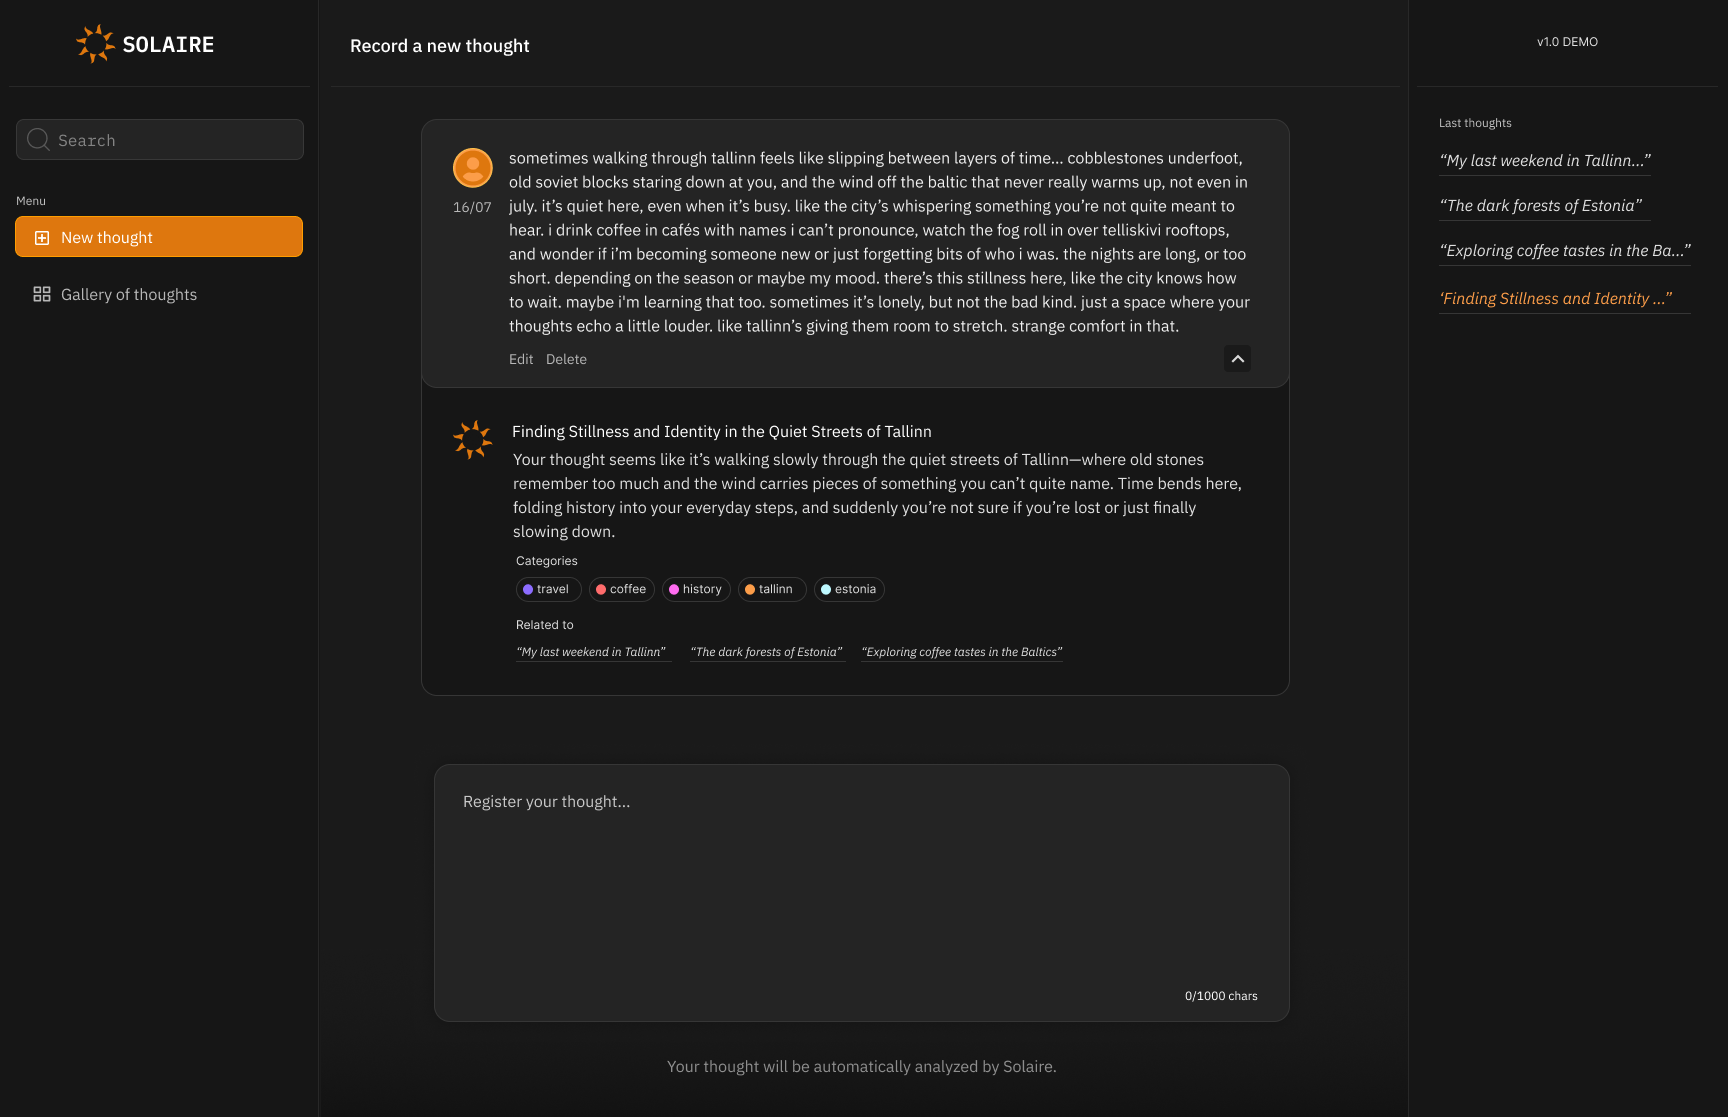 SOLAIRE
Search
Menu
New thought
Gallery of thoughts
Record a new thought
sometimes walking through tallinn feels like slipping between layers of time... cobblestones underfoot,
old soviet blocks staring down at you, and the wind off the baltic that never really warms up, not even in
july. it’s quiet here, even when it’s busy. like the city’s whispering something you’re not quite meant to
hear. i drink coffee in cafés with names i can’t pronounce, watch the fog roll in over telliskivi rooftops,
and wonder if i’m becoming someone new or just forgetting bits of who i was. the nights are long, or too
short. depending on the season or maybe my mood. there’s this stillness here, like the city knows how
to wait. maybe i'm learning that too. sometimes it’s lonely, but not the bad kind. just a space where your
thoughts echo a little louder. like tallinn’s giving them room to stretch. strange comfort in that.
16/07
Edit Delete
Finding Stillness and Identity in the Quiet Streets of Tallinn
Your thought seems like it’s walking slowly through the quiet streets of Tallinn—where old stones
remember too much and the wind carries pieces of something you can’t quite name. Time bends here,
folding history into your everyday steps, and suddenly you’re not sure if you’re lost or just finally
slowing down.
Categories
travel coffee history tallinn estonia
Related to
“My last weekend in Tallinn” “The dark forests of Estonia” “Exploring coffee tastes in the Baltics”
Register your thought...
0/1000 chars
Your thought will be automatically analyzed by Solaire.
v1.0 DEMO
Last thoughts
“My last weekend in Tallinn...”
“The dark forests of Estonia”
“Exploring coffee tastes in the Ba...”
‘Finding Stillness and Identity ...”